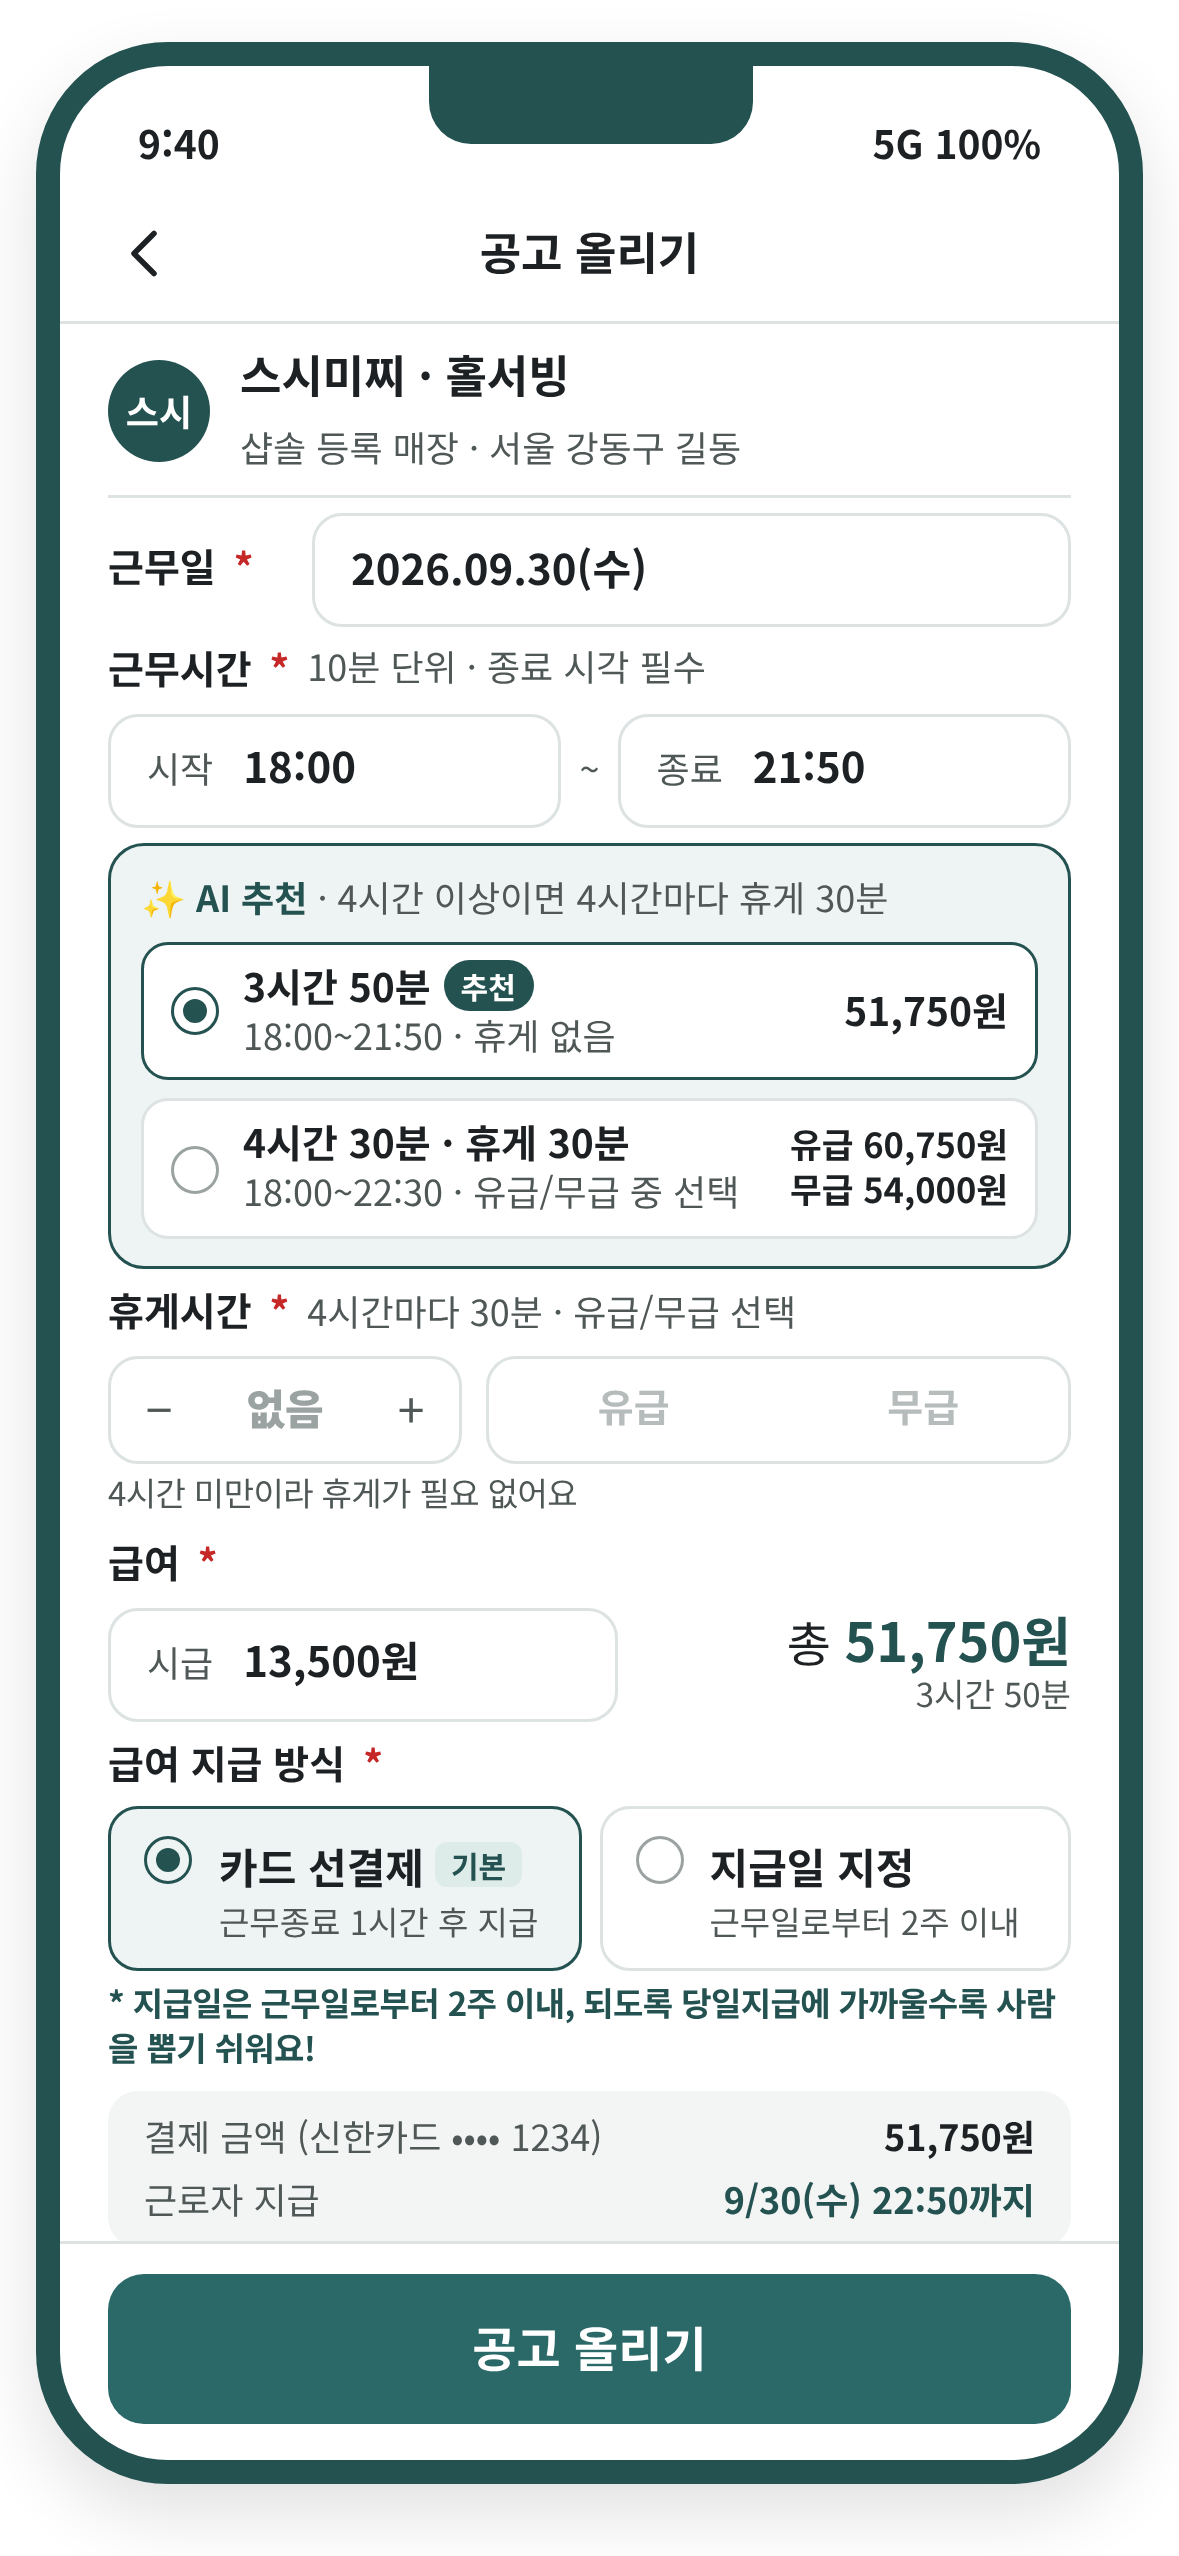 9:40
5G 100%
공고 올리기
스시
스시미찌 · 홀서빙
샵솔 등록 매장 · 서울 강동구 길동
근무일 *
2026.09.30(수)
근무시간 * 10분 단위 · 종료 시각 필수
시작 18:00 ~ 종료 21:50
✨ AI 추천 · 4시간 이상이면 4시간마다 휴게 30분
3시간 50분 추천
18:00~21:50 · 휴게 없음
51,750원
4시간 30분 · 휴게 30분
18:00~22:30 · 유급/무급 중 선택
유급 60,750원
무급 54,000원
휴게시간 * 4시간마다 30분 · 유급/무급 선택
− 없음 + 유급 무급
4시간 미만이라 휴게가 필요 없어요
급여 *
시급 13,500원
총 51,750원
3시간 50분
급여 지급 방식 *
카드 선결제 기본
근무종료 1시간 후 지급
지급일 지정
근무일로부터 2주 이내
* 지급일은 근무일로부터 2주 이내, 되도록 당일지급에 가까울수록 사람
을 뽑기 쉬워요!
결제 금액 (신한카드 •••• 1234) 51,750원
근로자 지급 9/30(수) 22:50까지
공고 올리기